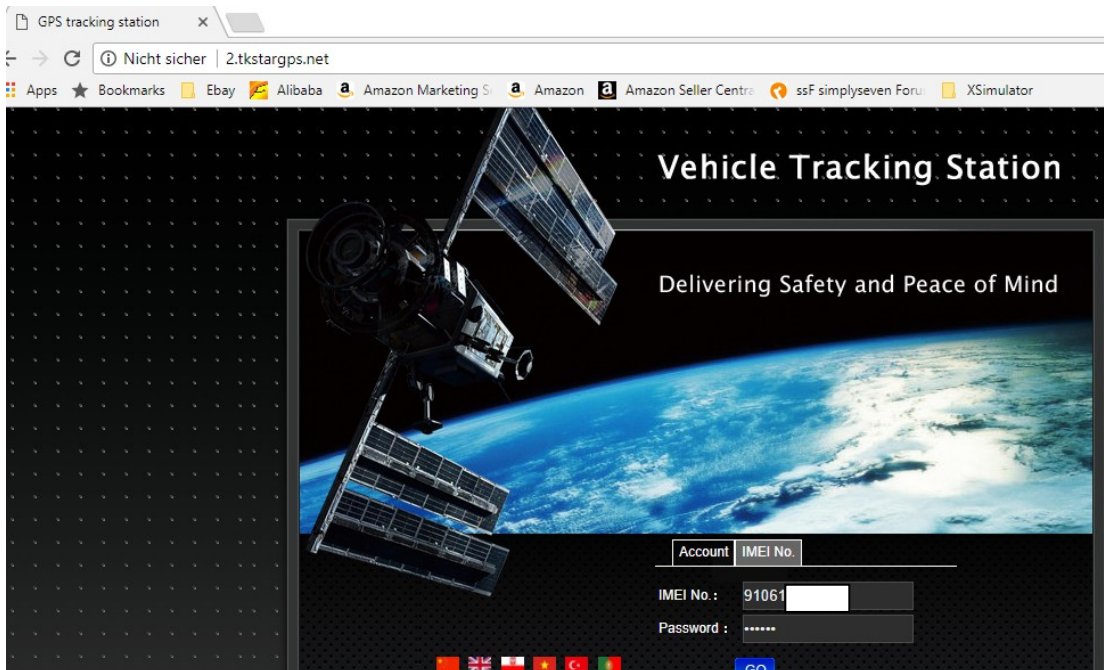 GPS tracking station
Nicht sicher | 2.tkstargps.net
Apps Bookmarks Ebay Alibaba Amazon Marketing S Amazon Amazon Seller Centra ssF simplyseven Foru XSimulator
Vehicle Tracking Station
Delivering Safety and Peace of Mind
Account IMEI No.
IMEI No. : 91061
Password : ••••••
GO